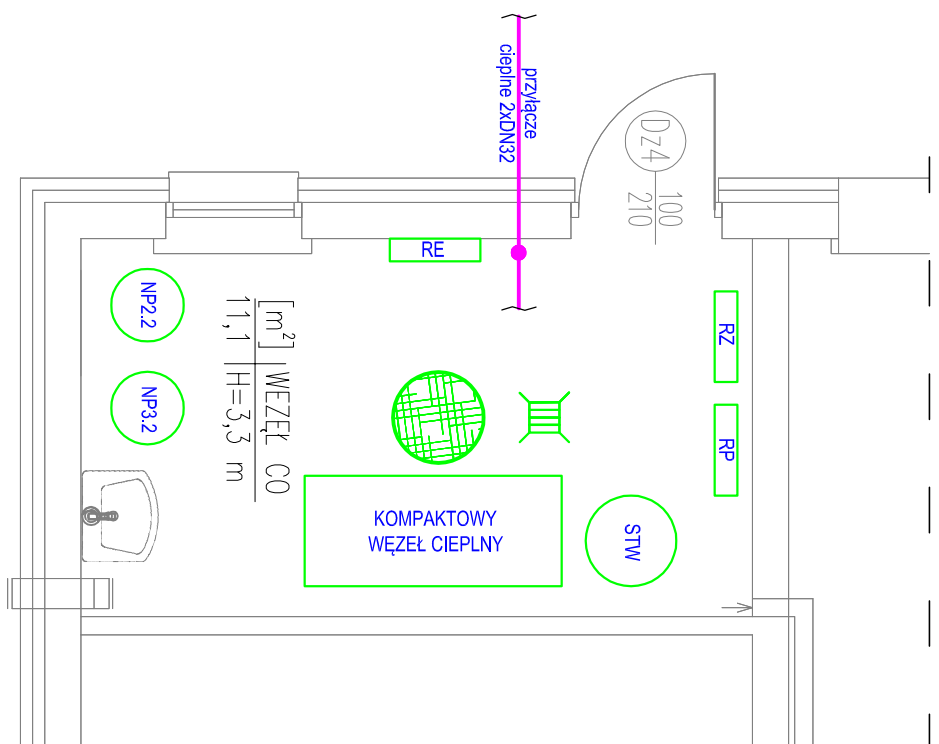 przyłącze
cieplne 2xDN32
Dz4
100
210
RE
RZ
RP
NP2.2
NP3.2
[m²] WĘZEŁ CO
11,1 H=3,3 m
KOMPAKTOWY
WĘZEŁ CIEPLNY
STW